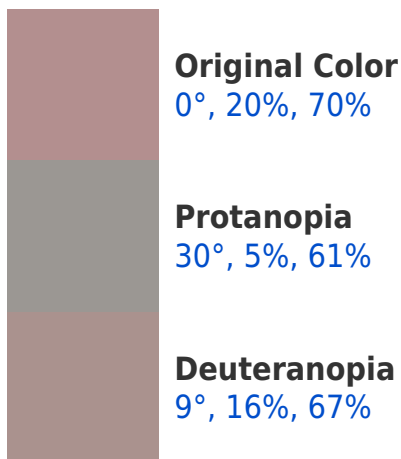 Original Color
0°, 20%, 70%
Protanopia
30°, 5%, 61%
Deuteranopia
9°, 16%, 67%